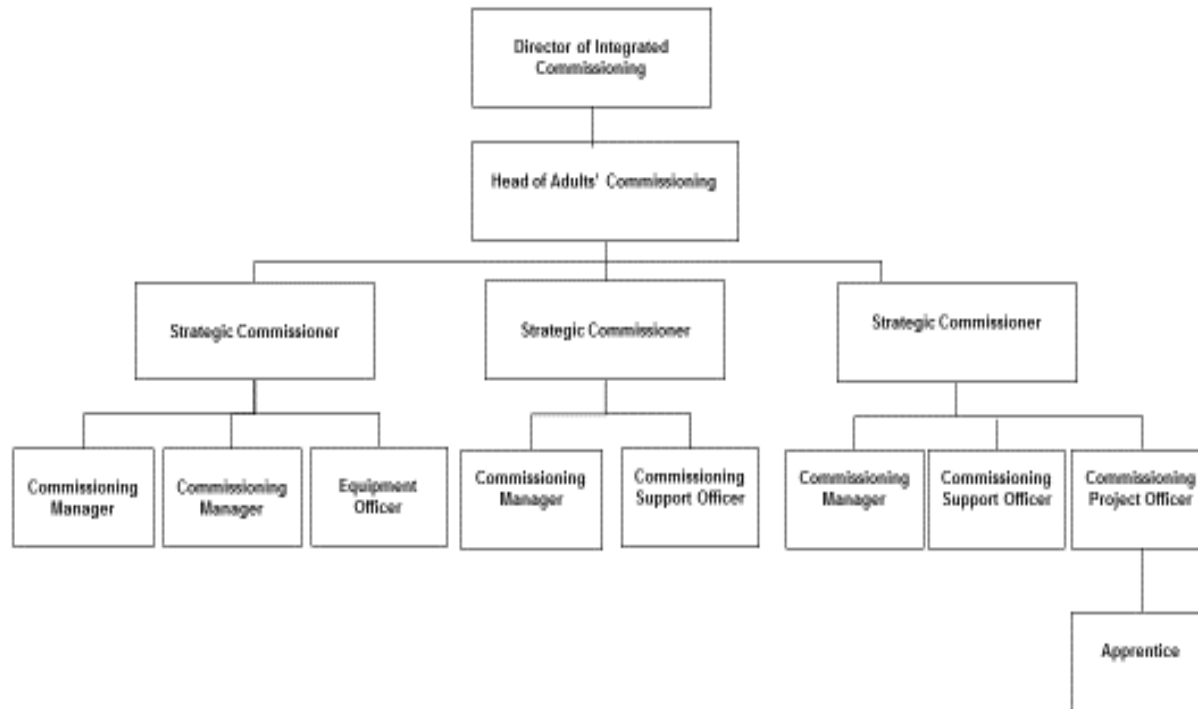 Director of Integrated
Commissioning
Head of Adults' Commissioning
Strategic Commissioner
Strategic Commissioner
Strategic Commissioner
Commissioning
Manager
Commissioning
Manager
Equipment
Officer
Commissioning
Manager
Commissioning
Support Officer
Commissioning
Manager
Commissioning
Support Officer
Commissioning
Project Officer
Apprentice